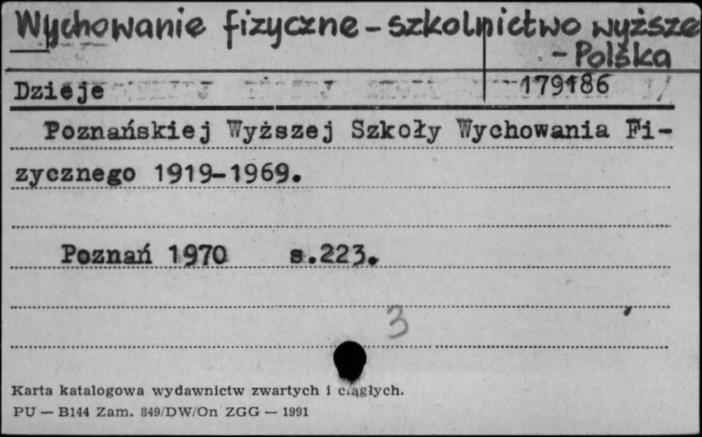 Wychowanie fizyczne - szkolnictwo wyższe
- Polska
Dzieje 179186
Poznańskiej Wyższej Szkoły Wychowania Fi-
zycznego 1919-1969.
Poznań 1970 s.223.
3
Karta katalogowa wydawnictw zwartych i ciągłych.
PU — B144 Zam. 849/DW/On ZGG — 1991